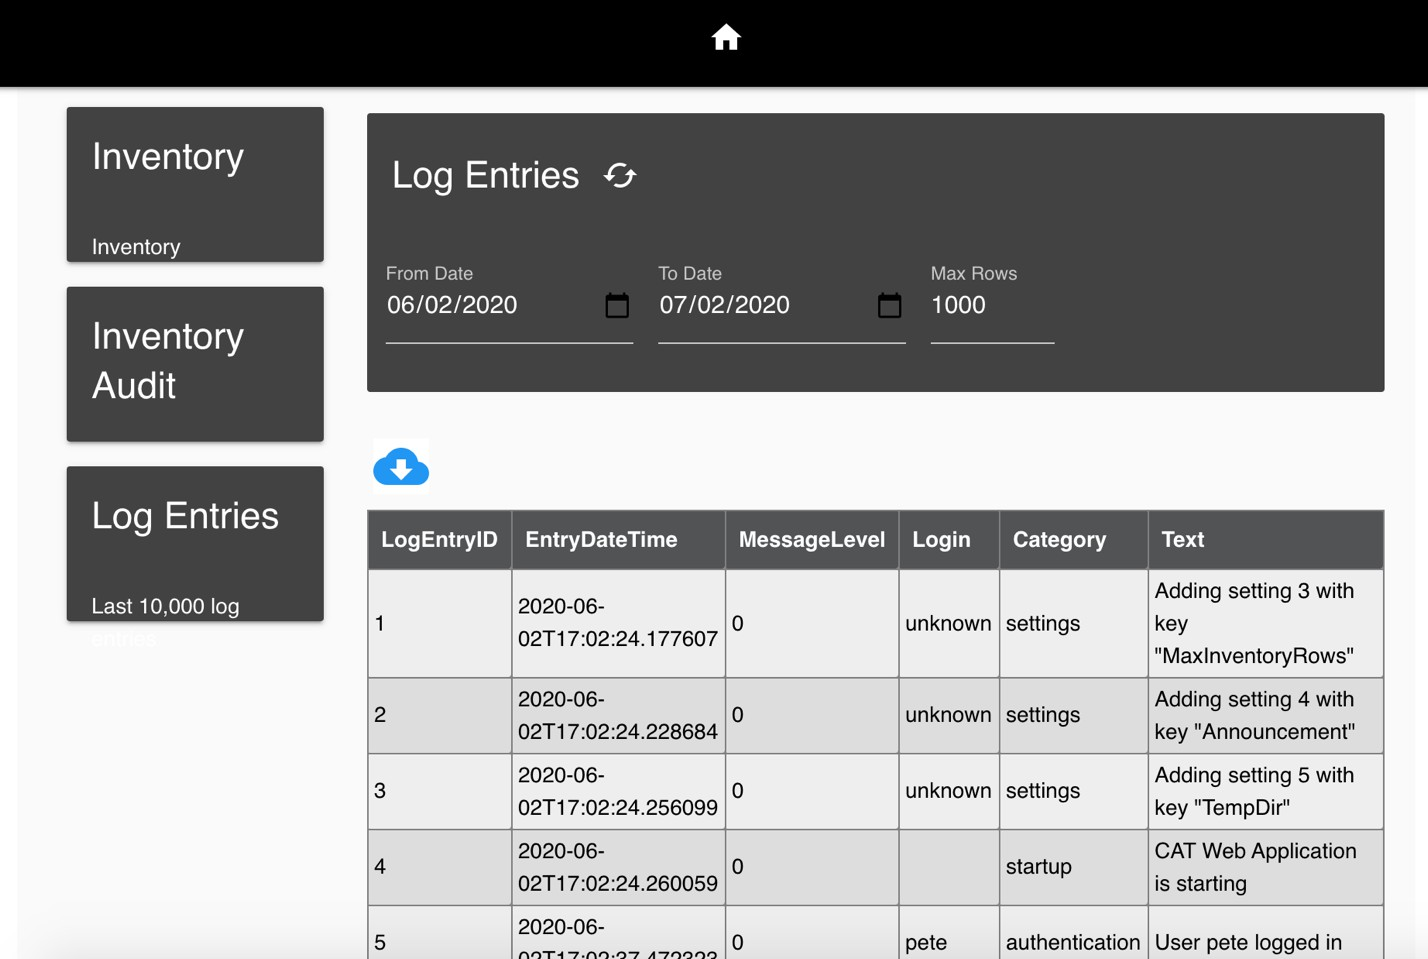 Inventory
Inventory
Inventory
Audit
Log Entries
Last 10,000 log
entries
Log Entries
From Date
06/02/2020
To Date
07/02/2020
Max Rows
1000
LogEntryID EntryDateTime MessageLevel Login Category Text
1 2020-06-02T17:02:24.177607 0 unknown settings Adding setting 3 with key "MaxInventoryRows"
2 2020-06-02T17:02:24.228684 0 unknown settings Adding setting 4 with key "Announcement"
3 2020-06-02T17:02:24.256099 0 unknown settings Adding setting 5 with key "TempDir"
4 2020-06-02T17:02:24.260059 0 startup CAT Web Application is starting
5 2020-06-02T17:02:37.472323 0 pete authentication User pete logged in